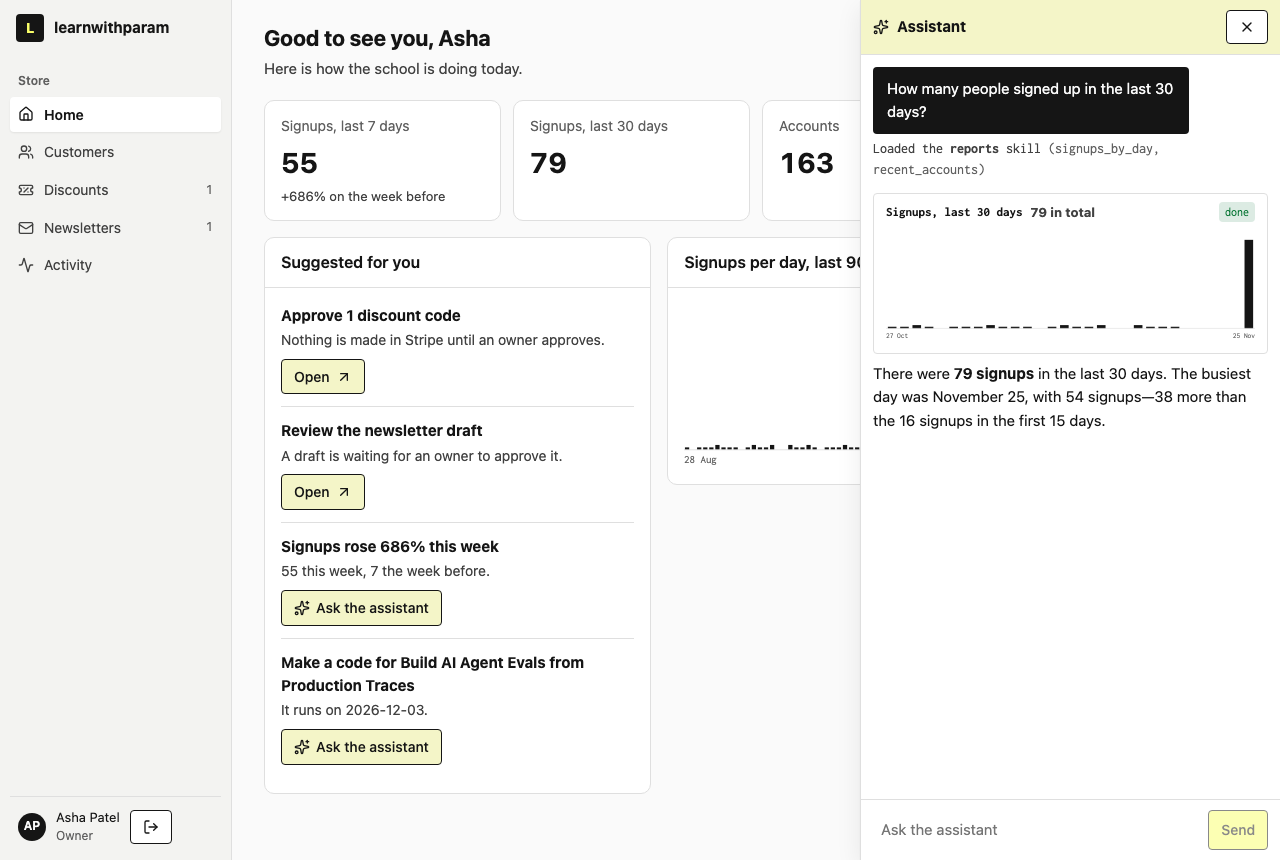 L
learnwithparam
Store
Home
Customers
Discounts 1
Newsletters 1
Activity
AP
Asha Patel
Owner
Good to see you, Asha
Here is how the school is doing today.
Signups, last 7 days
55
+686% on the week before
Signups, last 30 days
79
Accounts
163
Suggested for you
Approve 1 discount code
Nothing is made in Stripe until an owner approves.
Open
Review the newsletter draft
A draft is waiting for an owner to approve it.
Open
Signups rose 686% this week
55 this week, 7 the week before.
Ask the assistant
Make a code for Build AI Agent Evals from
Production Traces
It runs on 2026-12-03.
Ask the assistant
Signups per day, last 90
28 Aug
Assistant
How many people signed up in the last 30
days?
Loaded the reports skill (signups_by_day,
recent_accounts)
Signups, last 30 days 79 in total
done
27 Oct
25 Nov
There were 79 signups in the last 30 days. The busiest
day was November 25, with 54 signups—38 more than
the 16 signups in the first 15 days.
Ask the assistant
Send